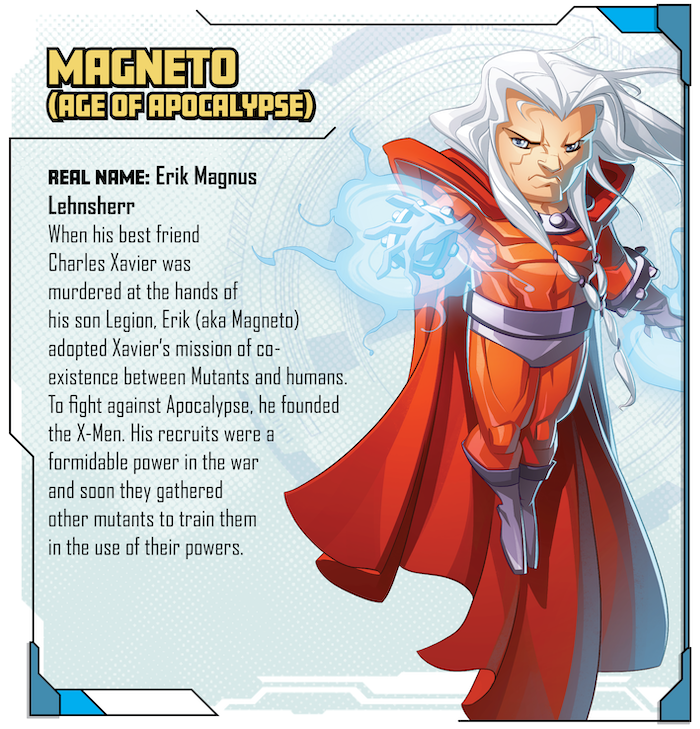 MAGNETO
(AGE OF APOCALYPSE)
REAL NAME: Erik Magnus
Lehnsherr
When his best friend
Charles Xavier was
murdered at the hands of
his son Legion, Erik (aka Magneto)
adopted Xavier’s mission of co-
existence between Mutants and humans.
To fight against Apocalypse, he founded
the X-Men. His recruits were a
formidable power in the war
and soon they gathered
other mutants to train them
in the use of their powers.